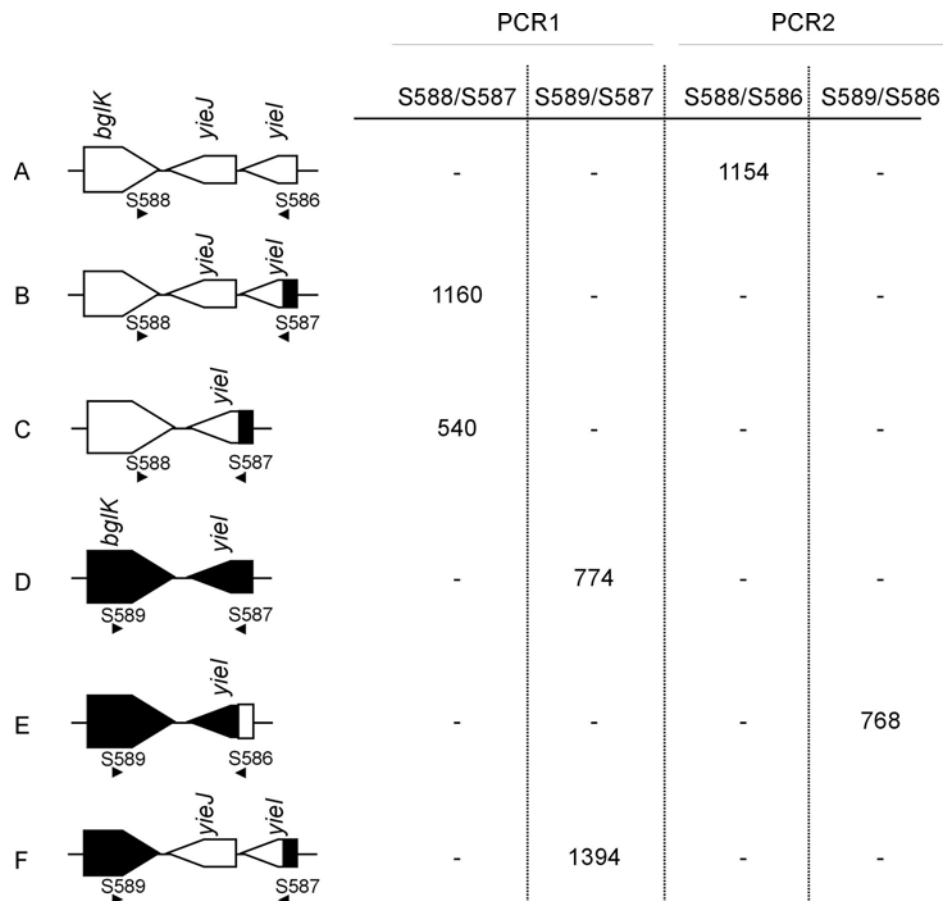 PCR1 PCR2
S588/S587 S589/S587 S588/S586 S589/S586
bglK yieJ yieI
A - - 1154 -
S588 S586
yieJ yieI
B 1160 - - -
S588 S587
yieI
C 540 - - -
S588 S587
bglK yieI
D - 774 - -
S589 S587
yieI
E - - - 768
S589 S586
yieJ yieI
F - 1394 - -
S589 S587